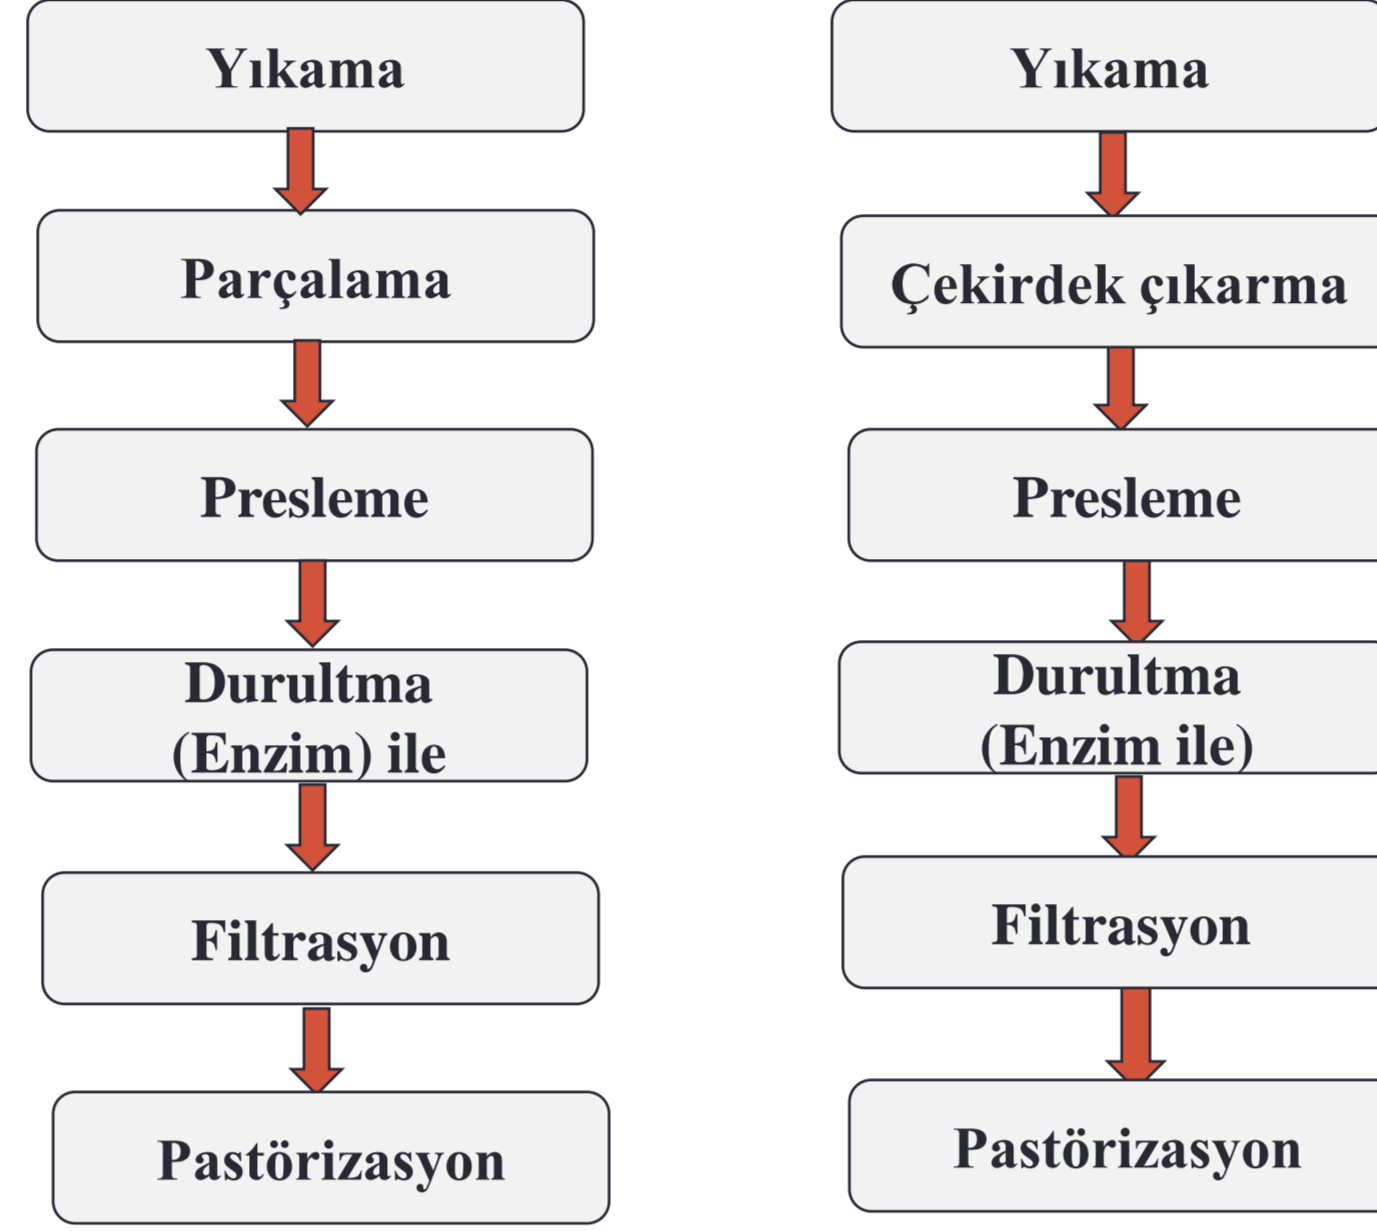 Yıkama
Parçalama
Presleme
Durultma
(Enzim) ile
Filtrasyon
Pastörizasyon
Yıkama
Çekirdek çıkarma
Presleme
Durultma
(Enzim ile)
Filtrasyon
Pastörizasyon